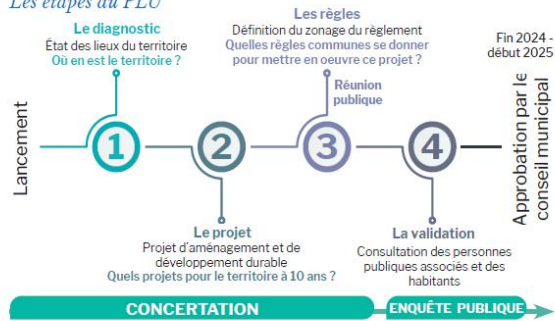 Les étapes du PLU
Le diagnostic
État des lieux du territoire
Où en est le territoire ?
Les règles
Définition du zonage du règlement
Quelles règles communes se donner
pour mettre en oeuvre ce projet ?
Réunion
publique
Fin 2024 -
début 2025
Lancement
1
2
3
4
Approbation par le
conseil municipal
Le projet
Projet d'aménagement et de
développement durable
Quels projets pour le territoire à 10 ans ?
La validation
Consultation des personnes
publiques associés et des
habitants
CONCERTATION
ENQUÊTE PUBLIQUE